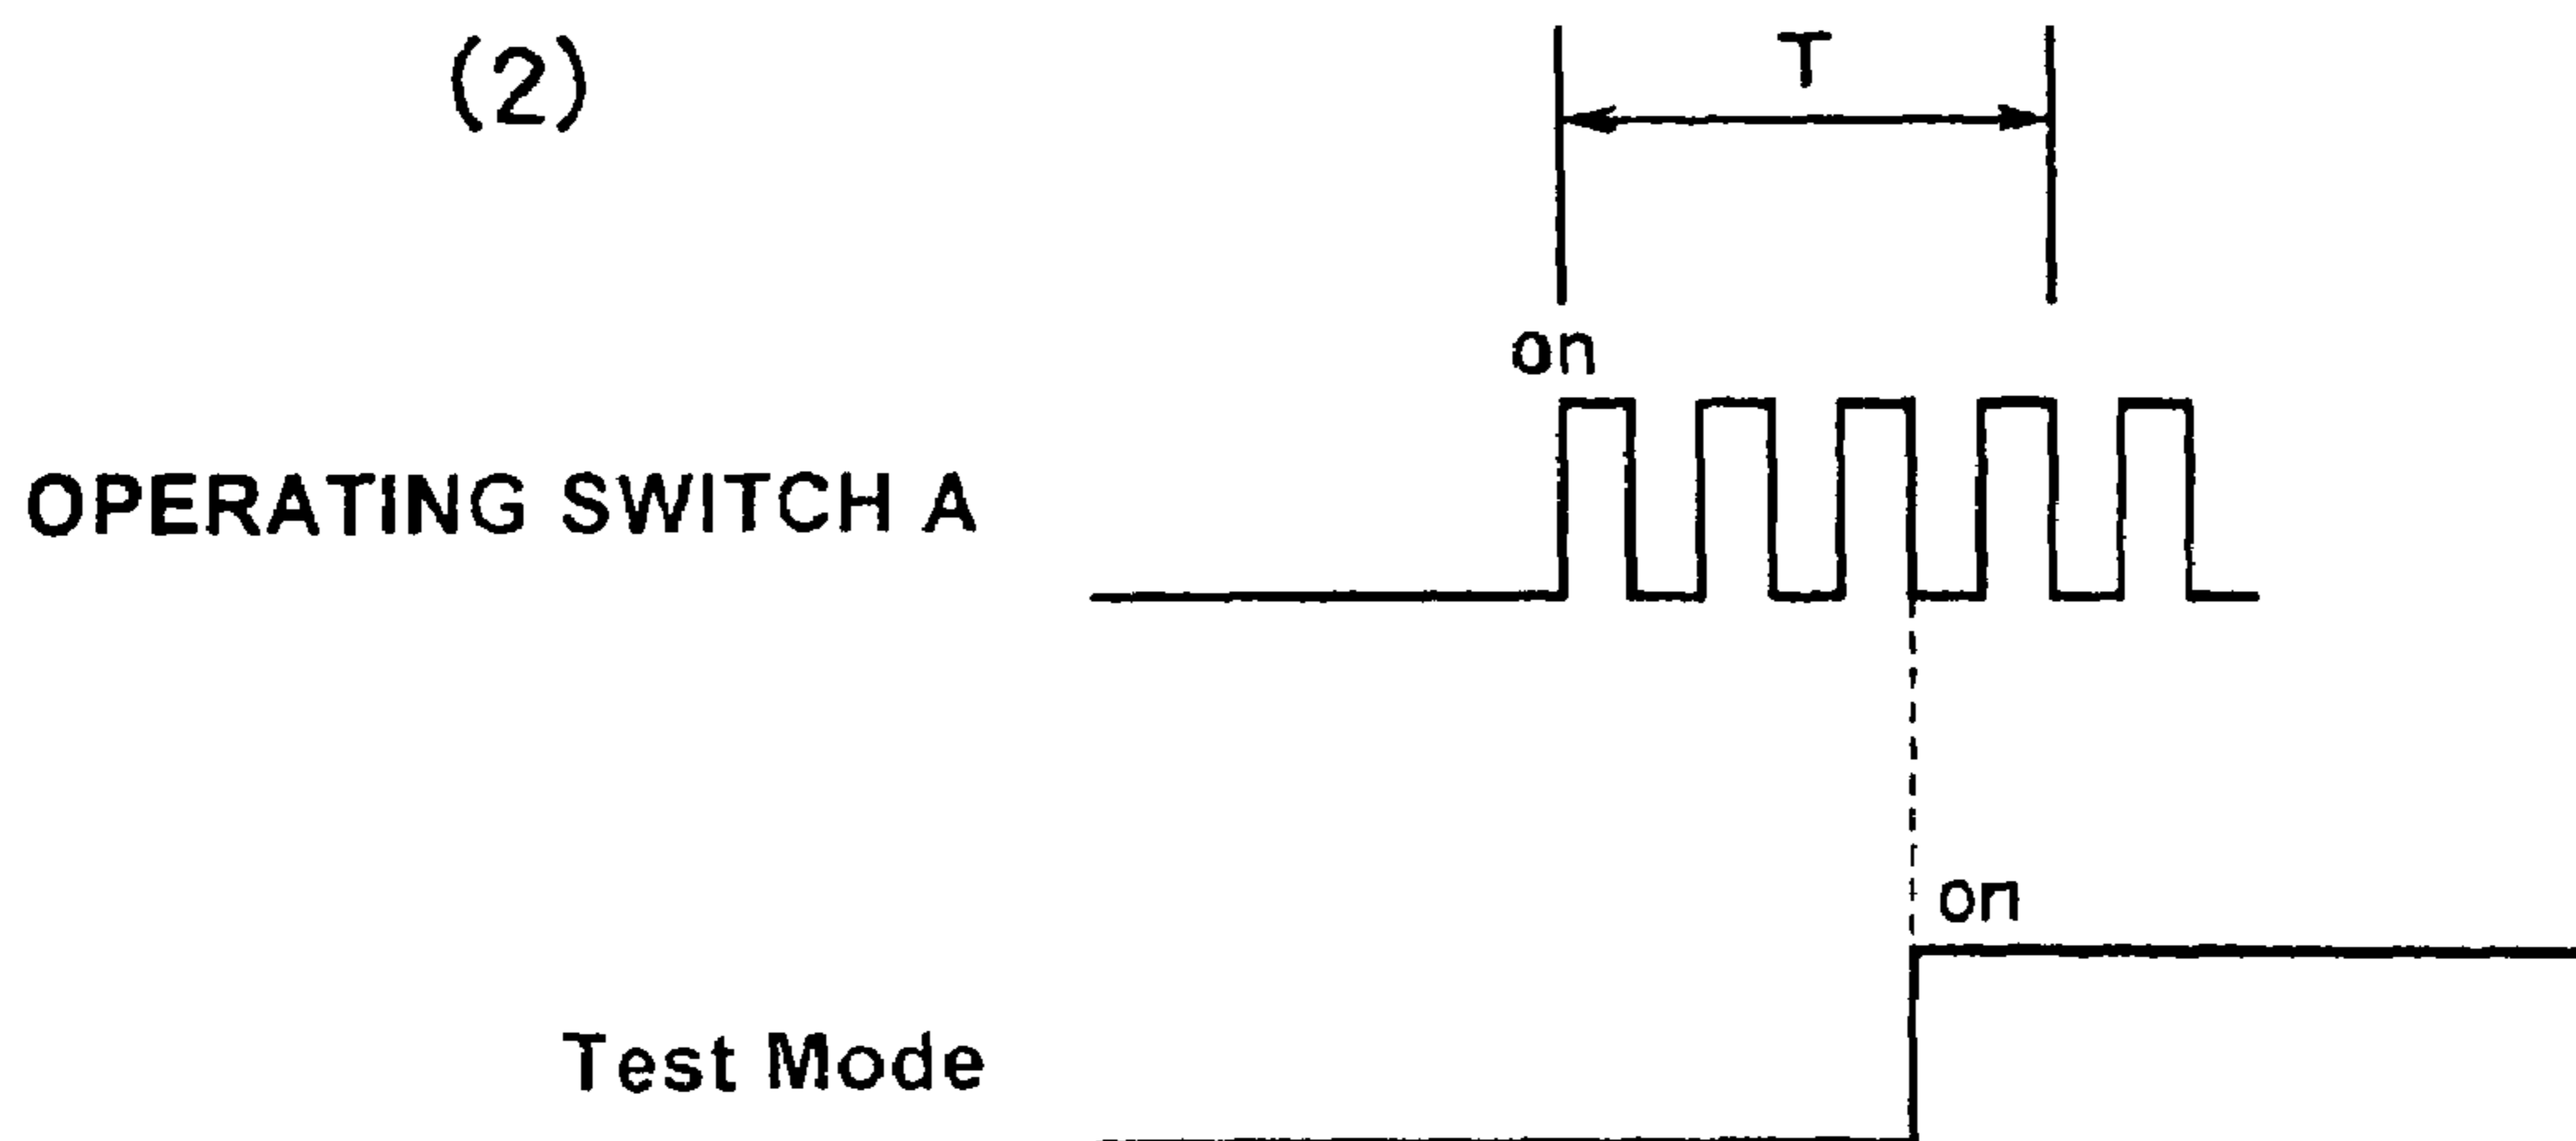 (2)
T
on
OPERATING SWITCH A
on
Test Mode